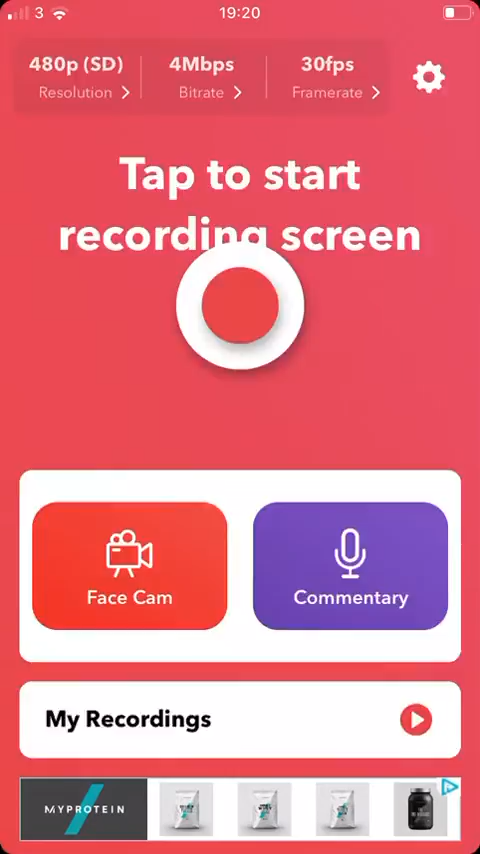 3 19:20
480p (SD) 4Mbps 30fps
Resolution Bitrate Framerate
Tap to start
recording screen
Face Cam Commentary
My Recordings
MYPROTEIN